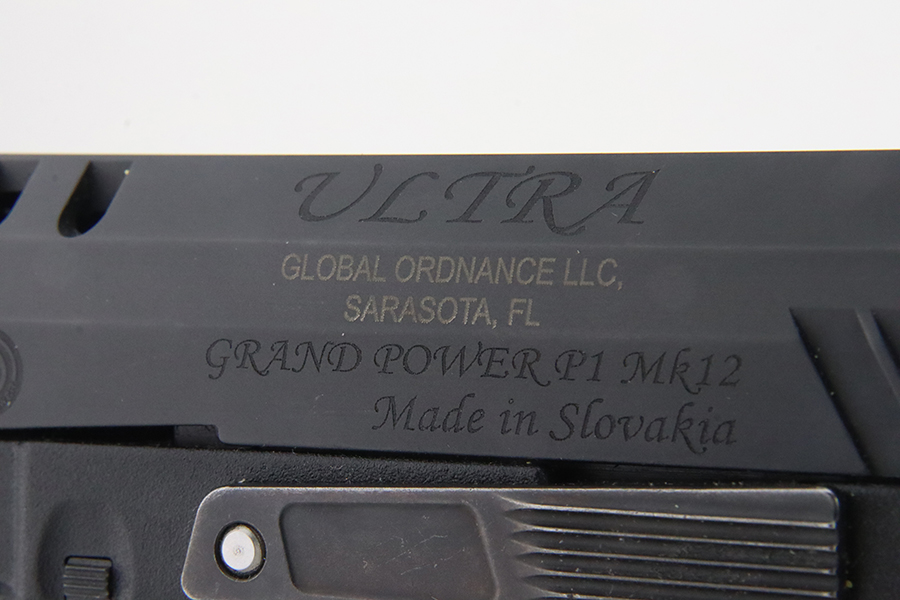 ULTRA
GLOBAL ORDNANCE LLC,
SARASOTA, FL
GRAND POWER P1 Mk12
Made in Slovakia